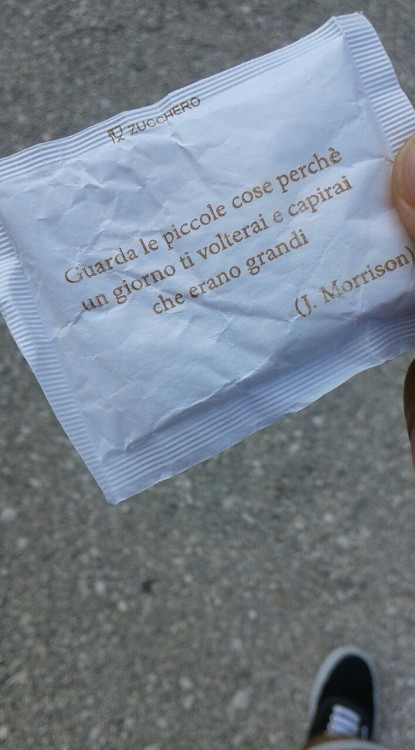 ZUCCHERO
Guarda le piccole cose perchè
un giorno ti volterai e capirai
che erano grandi
(J. Morrison)